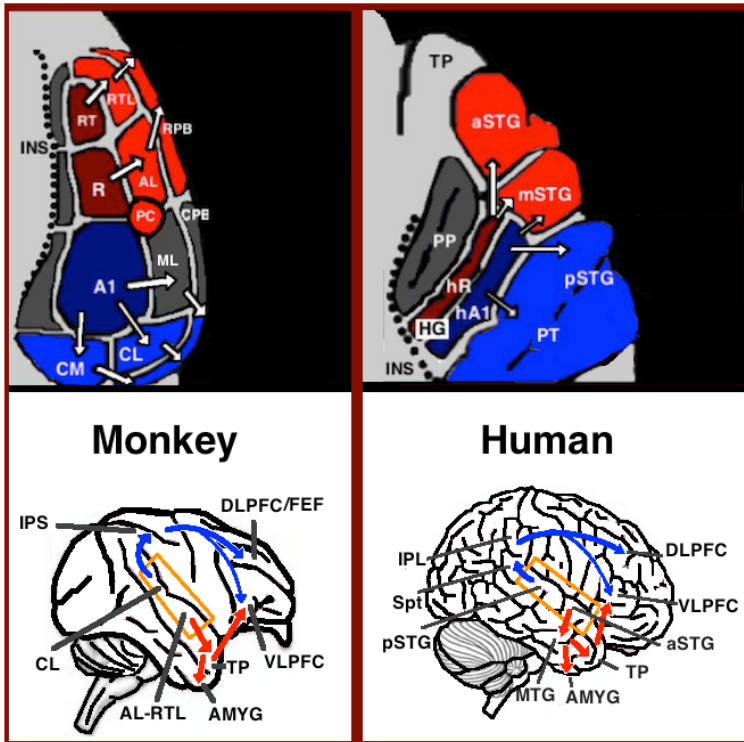 RTL
RT
RPB
INS
R
AL
PC
CPB
ML
A1
CL
CM
TP
aSTG
mSTG
PP
pSTG
hR
hA1
HG
PT
INS
Monkey
Human
DLPFC/FEF
IPS
CL
TP
VLPFC
AL-RTL
AMYG
IPL
DLPFC
Spt
VLPFC
pSTG
aSTG
TP
MTG
AMYG